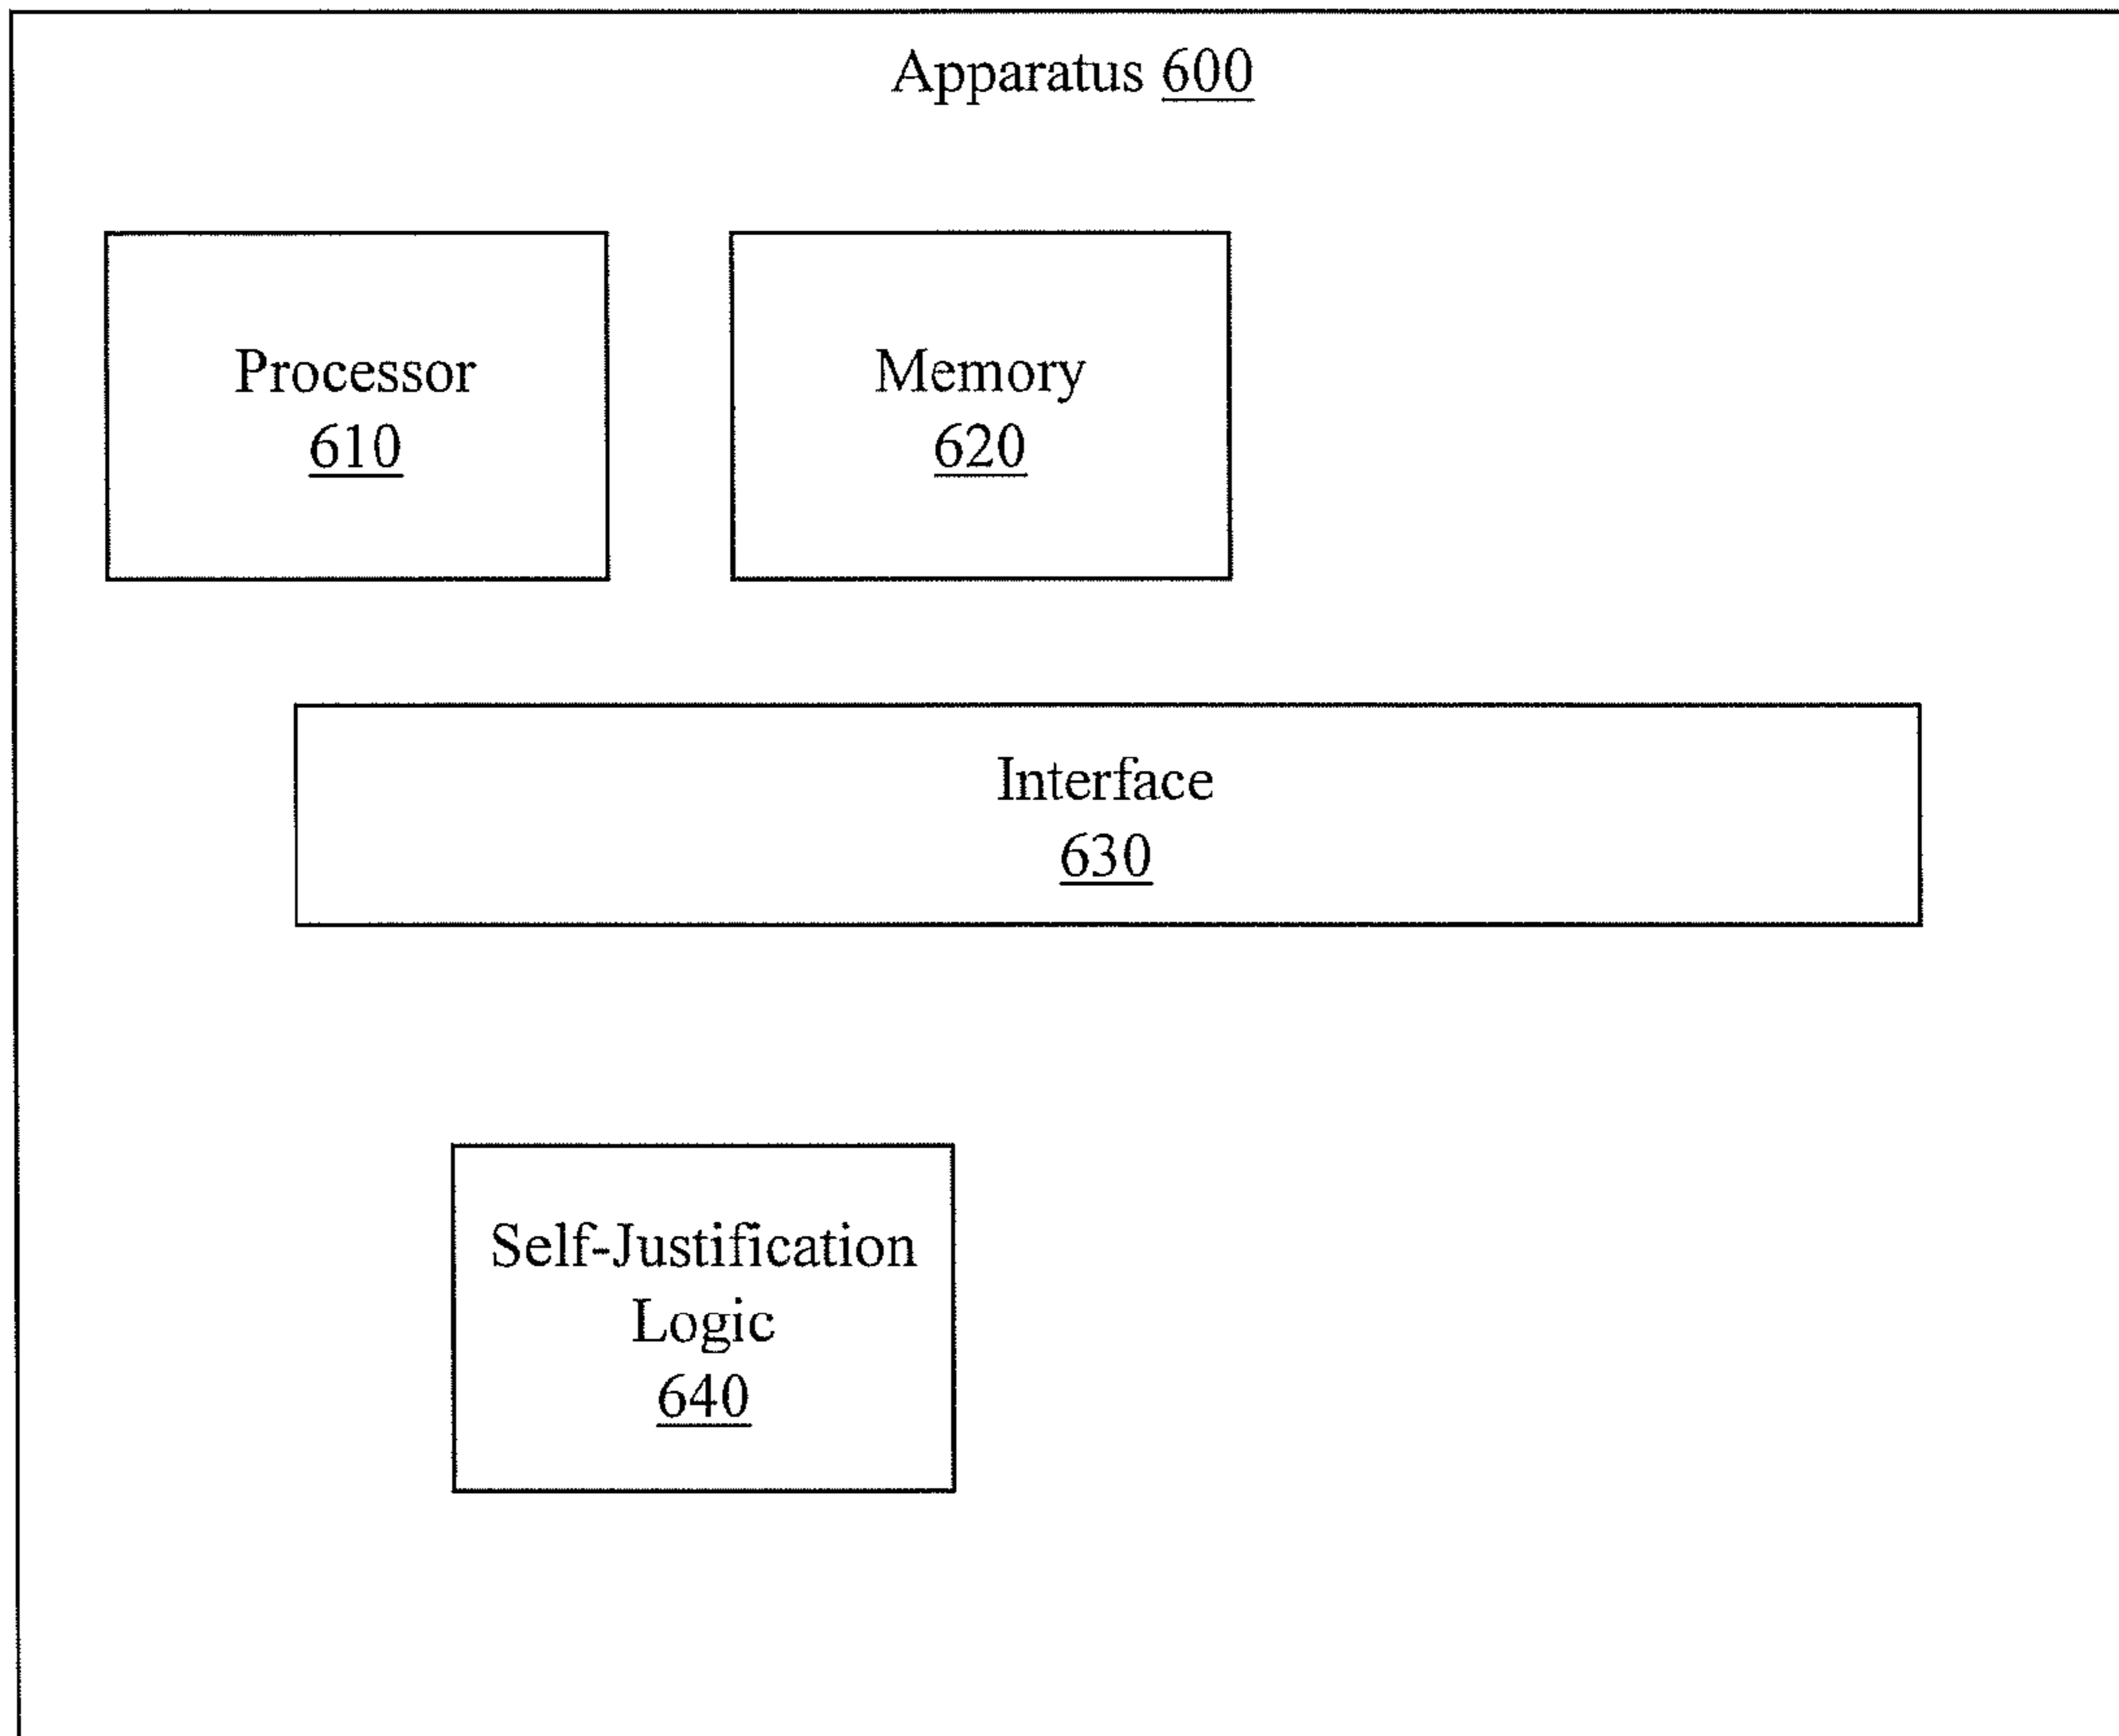 Apparatus 600
Processor
610
Memory
620
Interface
630
Self-Justification
Logic
640